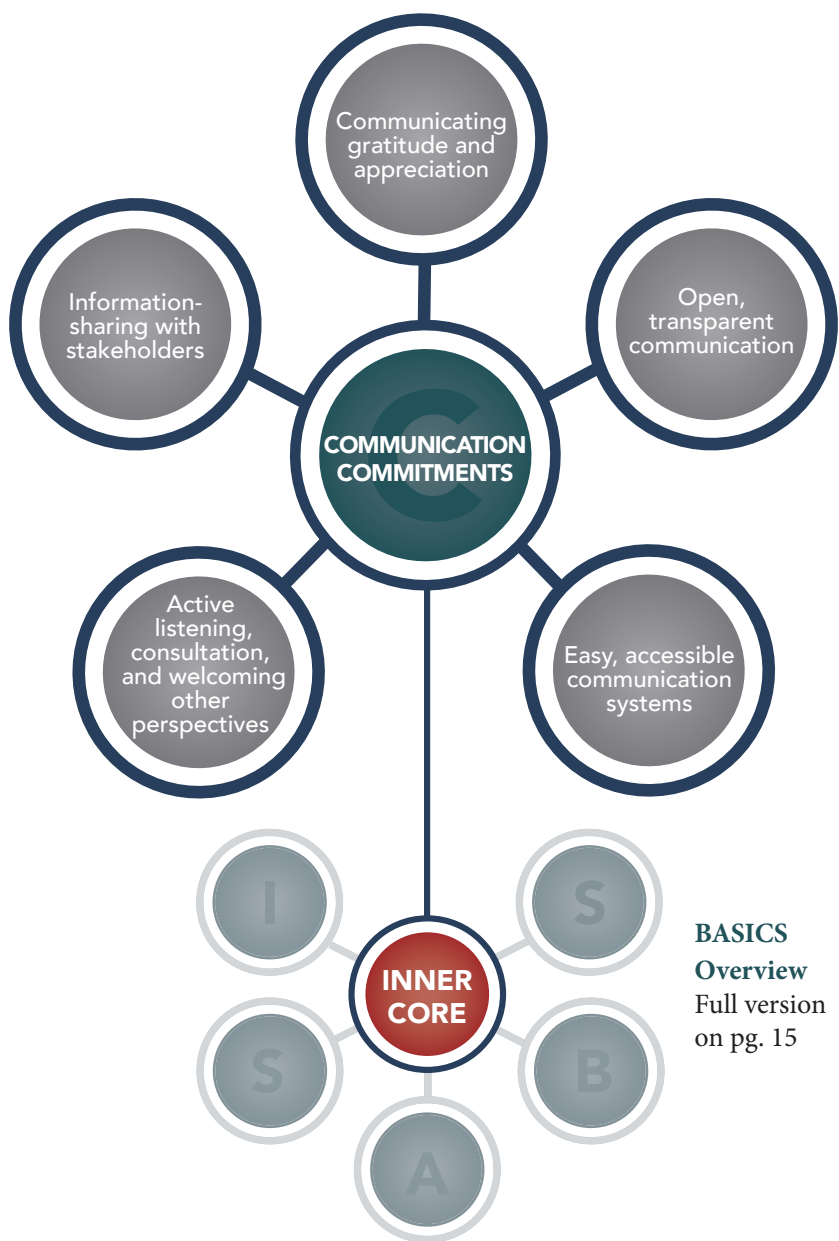 Communicating
gratitude and
appreciation
Information-
sharing with
stakeholders
Open,
transparent
communication
C
COMMUNICATION
COMMITMENTS
Active
listening,
consultation,
and welcoming
other
perspectives
Easy, accessible
communication
systems
I
S
INNER
CORE
S
B
A
BASICS
Overview
Full version
on pg. 15